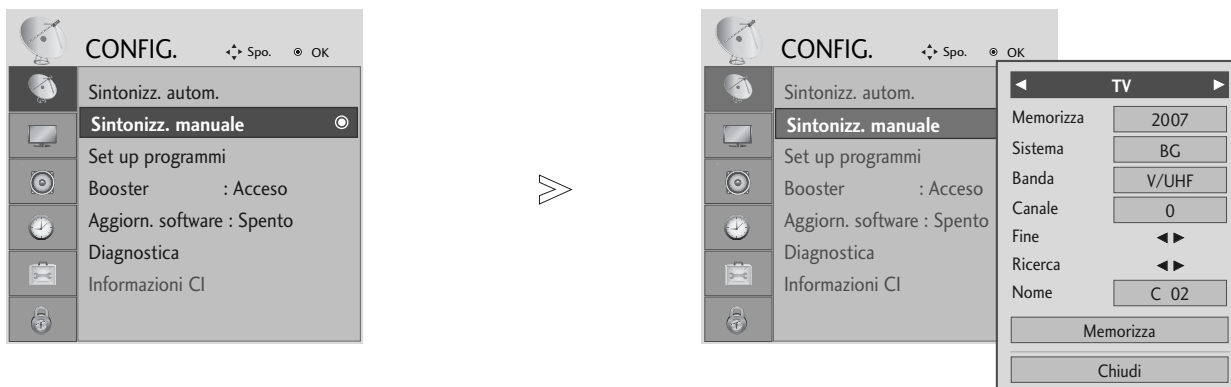 CONFIG. Spo. OK
Sintonizz. autom.
Sintonizz. manuale
Set up programmi
Booster : Acceso
Aggiorn. software : Spento
Diagnostica
Informazioni CI
CONFIG. Spo. OK
Sintonizz. autom.
Sintonizz. manuale
Set up programmi
Booster : Acceso
Aggiorn. software : Spento
Diagnostica
Informazioni CI
◄ TV ►
Memorizza 2007
Sistema BG
Banda V/UHF
Canale 0
Fine ◄►
Ricerca ◄►
Nome C 02
Memorizza
Chiudi